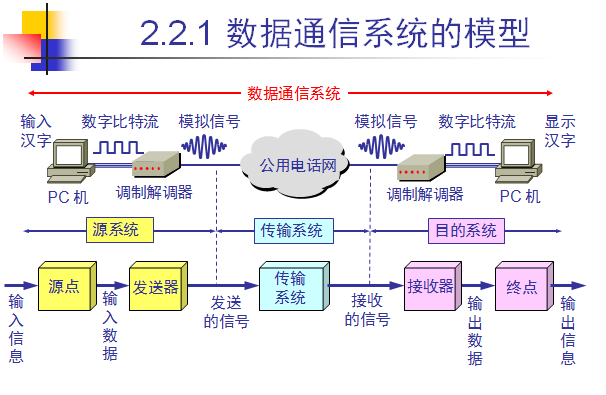 2.2.1 数据通信系统的模型
数据通信系统
输入
汉字
数字比特流
模拟信号
模拟信号
数字比特流
显示
汉字
公用电话网
PC 机
调制解调器
调制解调器
PC 机
源系统
传输系统
目的系统
源点
发送器
传输
系统
接收器
终点
输入信息
输入数据
发送
的信号
接收
的信号
输出数据
输出信息